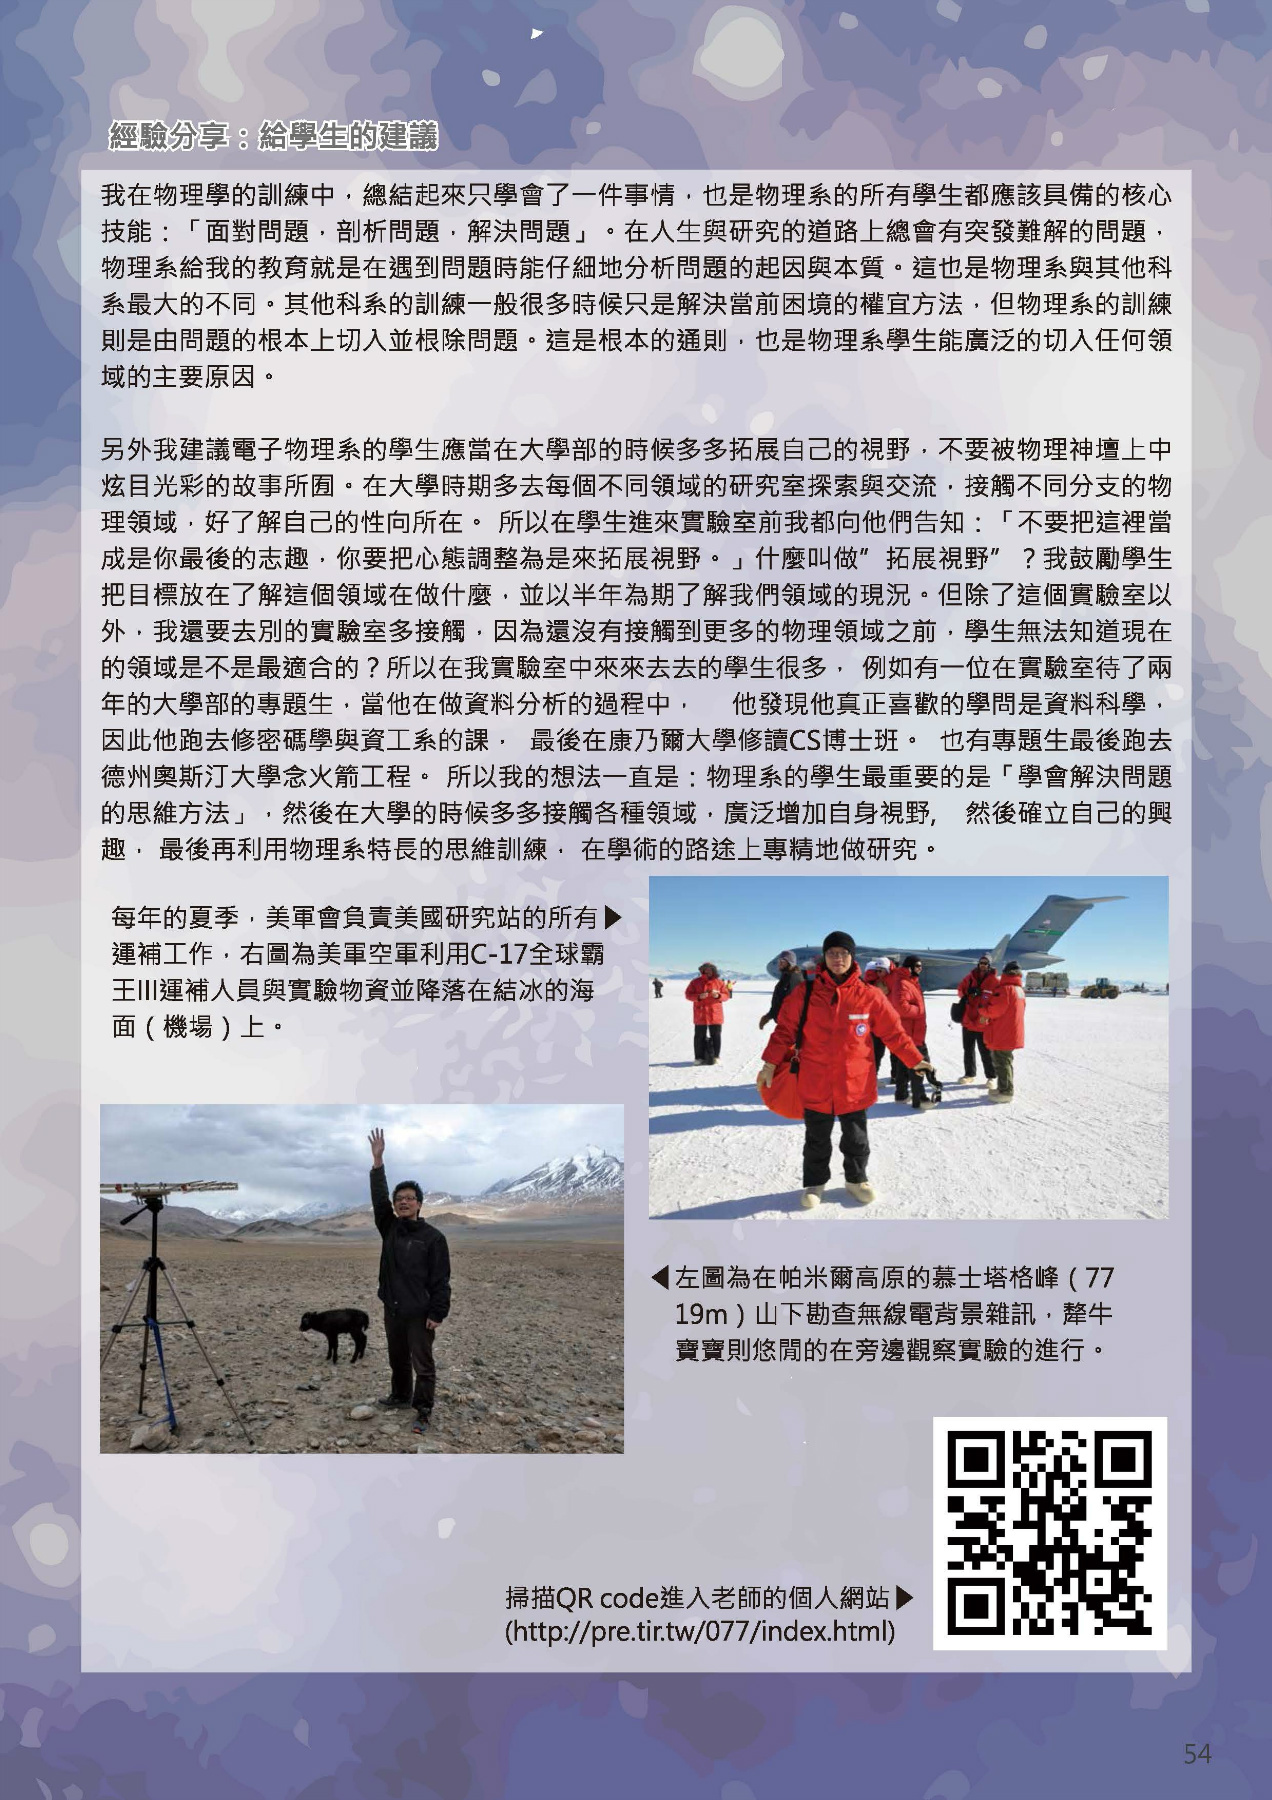 經驗分享：給學生的建議
我在物理學的訓練中，總結起來只學會了一件事情，也是物理系的所有學生都應該具備的核心
技能：「面對問題，剖析問題，解決問題」。在人生與研究的道路上總會有突發難解的問題，
物理系給我的教育就是在遇到問題時能仔細地分析問題的起因與本質。這也是物理系與其他科
系最大的不同。其他科系的訓練一般很多時候只是解決當前困境的權宜方法，但物理系的訓練
則是由問題的根本上切入並根除問題。這是根本的通則，也是物理系學生能廣泛的切入任何領
域的主要原因。
另外我建議電子物理系的學生應當在大學部的時候多多拓展自己的視野，不要被物理神壇上中
炫目光彩的故事所囿。在大學時期多去每個不同領域的研究室探索與交流，接觸不同分支的物
理領域，好了解自己的性向所在。 所以在學生進來實驗室前我都向他們告知：「不要把這裡當
成是你最後的志趣，你要把心態調整為是來拓展視野。」什麼叫做” 拓展視野” ？我鼓勵學生
把目標放在了解這個領域在做什麼，並以半年為期了解我們領域的現況。但除了這個實驗室以
外，我還要去別的實驗室多接觸，因為還沒有接觸到更多的物理領域之前，學生無法知道現在
的領域是不是最適合的？所以在我實驗室中來來去去的學生很多， 例如有一位在實驗室待了兩
年的大學部的專題生，當他在做資料分析的過程中， 他發現他真正喜歡的學問是資料科學，
因此他跑去修密碼學與資工系的課， 最後在康乃爾大學修讀CS博士班。 也有專題生最後跑去
德州奧斯汀大學念火箭工程。 所以我的想法一直是：物理系的學生最重要的是「學會解決問題
的思維方法」，然後在大學的時候多多接觸各種領域，廣泛增加自身視野, 然後確立自己的興
趣， 最後再利用物理系特長的思維訓練， 在學術的路途上專精地做研究。
每年的夏季，美軍會負責美國研究站的所有▶
運補工作，右圖為美軍空軍利用C-17全球霸
王III運補人員與實驗物資並降落在結冰的海
面（機場）上。
◀左圖為在帕米爾高原的慕士塔格峰（77
19m）山下勘查無線電背景雜訊，犛牛
寶寶則悠閒的在旁邊觀察實驗的進行。
掃描QR code進入老師的個人網站▶
(http://pre.tir.tw/077/index.html)
54